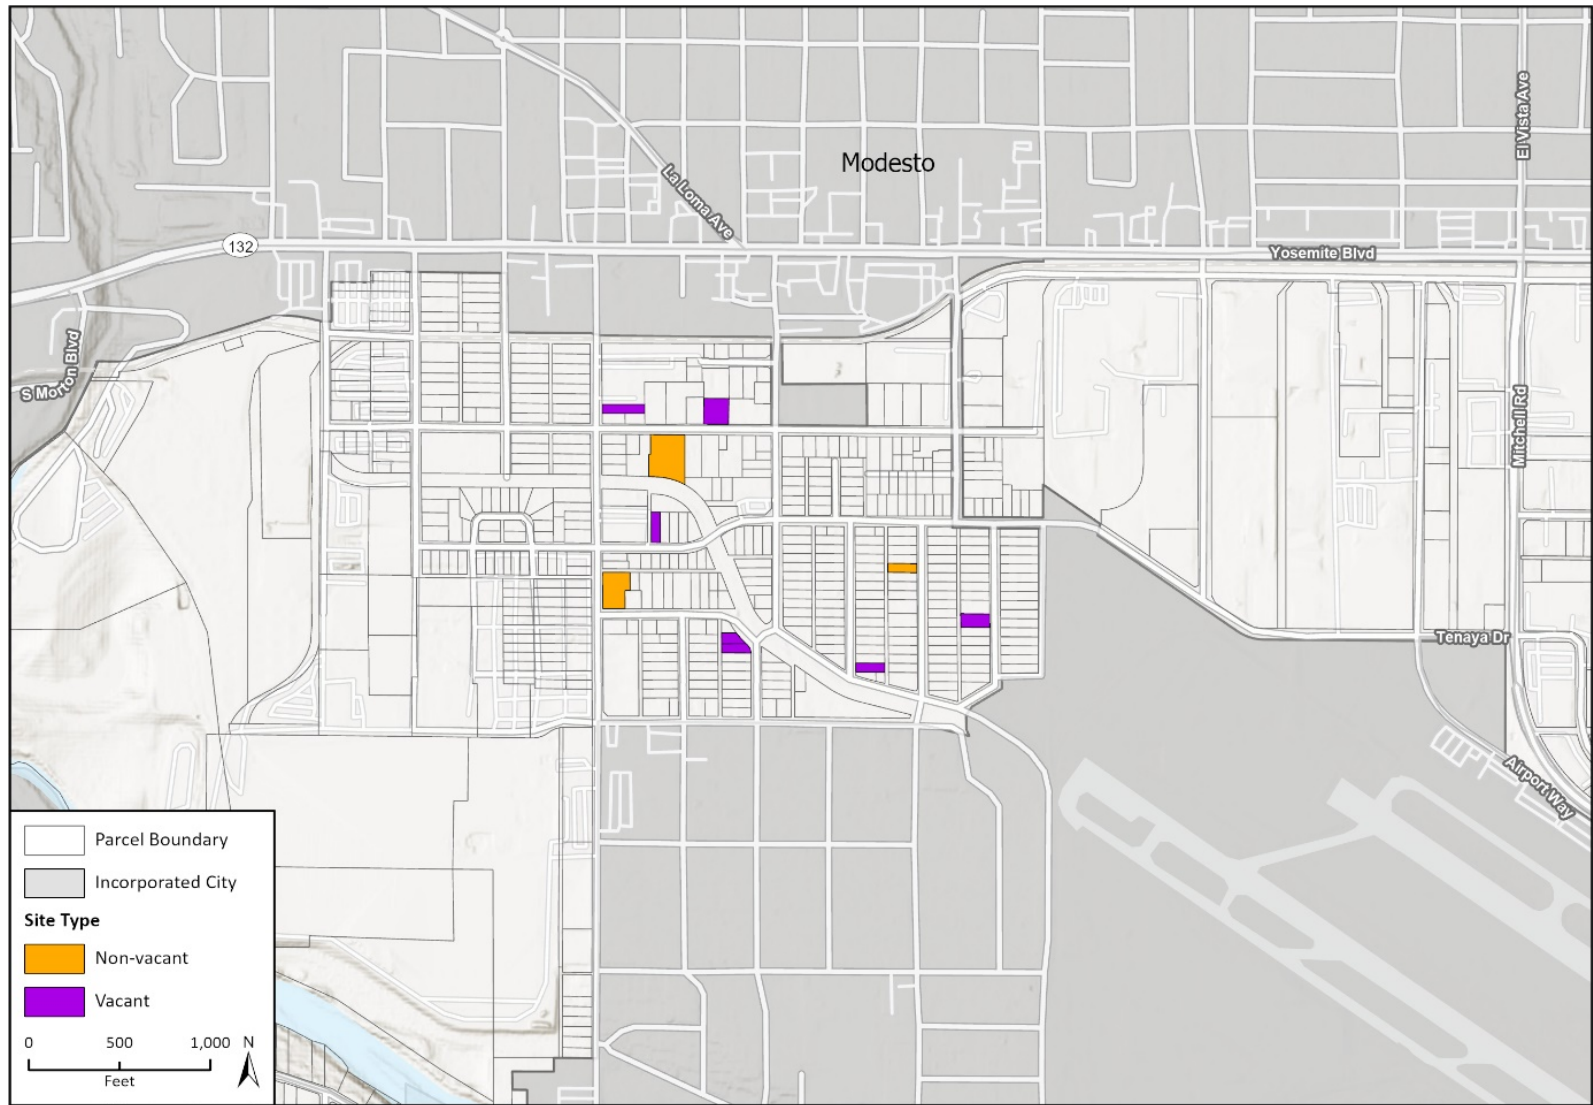 El Vista Ave
Modesto
La Loma Ave
132
Yosemite Blvd
S Morton Blvd
Mitchell Rd
Tenaya Dr
Airport Way
Parcel Boundary
Incorporated City
Site Type
Non-vacant
Vacant
0 500 1,000 N
Feet